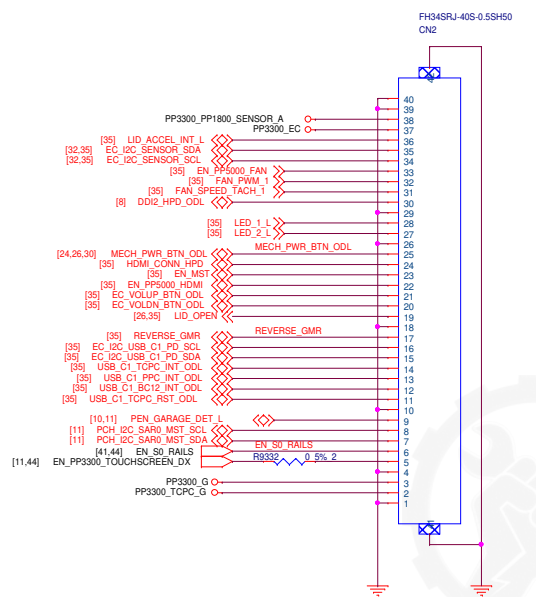 FH34SRJ-40S-0.5SH50
CN2
40
39
PP3300_PP1800_SENSOR_A 38
PP3300_EC 37
[35] LID_ACCEL_INT_L 36
[32,35] EC_I2C_SENSOR_SDA 35
[32,35] EC_I2C_SENSOR_SCL 34
[35] EN_PP5000_FAN 33
[35] FAN_PWM_1 32
[35] FAN_SPEED_TACH_1 31
[8] DDI2_HPD_ODL 30
29
[35] LED_1_L 28
[35] LED_2_L 27
26
[24,26,30] MECH_PWR_BTN_ODL MECH_PWR_BTN_ODL 25
[35] HDMI_CONN_HPD 24
[35] EN_MST 23
[35] EN_PP5000_HDMI 22
[35] EC_VOLUP_BTN_ODL 21
[35] EC_VOLDN_BTN_ODL 20
[26,35] LID_OPEN 19
18
[35] REVERSE_GMR REVERSE_GMR 17
[35] EC_I2C_USB_C1_PD_SCL 16
[35] EC_I2C_USB_C1_PD_SDA 15
[35] USB_C1_TCPC_INT_ODL 14
[35] USB_C1_PPC_INT_ODL 13
[35] USB_C1_BC12_INT_ODL 12
[35] USB_C1_TCPC_RST_ODL 11
10
[10,11] PEN_GARAGE_DET_L 9
[11] PCH_I2C_SAR0_MST_SCL 8
[11] PCH_I2C_SAR0_MST_SDA 7
[41,44] EN_S0_RAILS EN_S0_RAILS 6
[11,44] EN_PP3300_TOUCHSCREEN_DX R9332 0 5% 2 5
4
PP3300_G 3
PP3300_TCPC_G 2
1